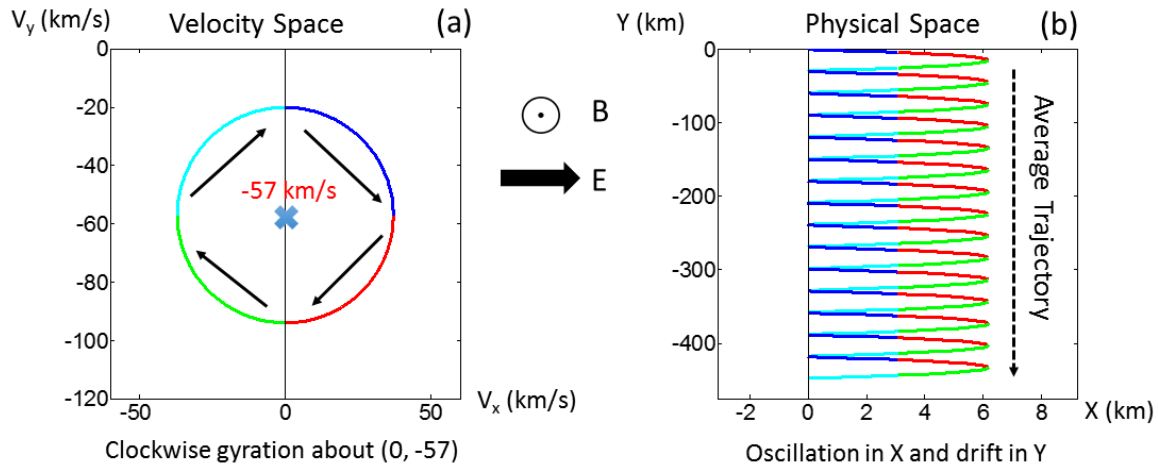 V_y (km/s)
Velocity Space
(a)
0
-20
-40
-60
-80
-100
-120
-57 km/s
-50
0
50
V_x (km/s)
Clockwise gyration about (0, -57)
B
E
Y (km)
Physical Space
(b)
0
-100
-200
-300
-400
Average Trajectory
-2
0
2
4
6
8
X (km)
Oscillation in X and drift in Y